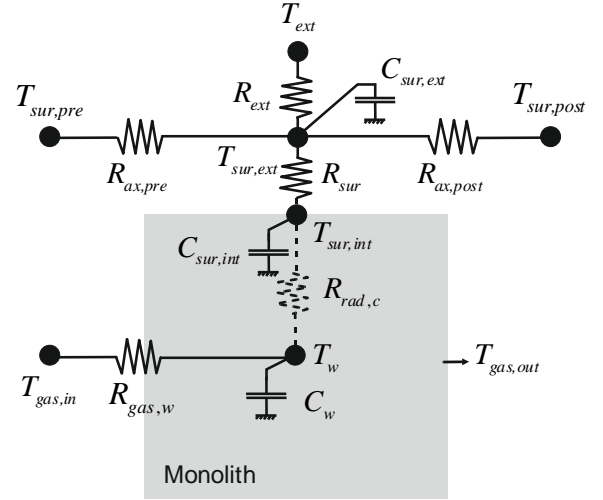 T_ext
R_ext
C_sur,ext
T_sur,pre
T_sur,post
R_ax,pre
T_sur,ext
R_sur
R_ax,post
C_sur,int
T_sur,int
R_rad,c
T_gas,in
R_gas,w
T_w
T_gas,out
C_w
Monolith